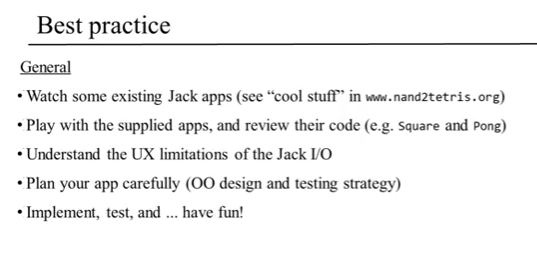 Best practice
General
• Watch some existing Jack apps (see “cool stuff” in www.nand2tetris.org)
• Play with the supplied apps, and review their code (e.g. Square and Pong)
• Understand the UX limitations of the Jack I/O
• Plan your app carefully (OO design and testing strategy)
• Implement, test, and ... have fun!